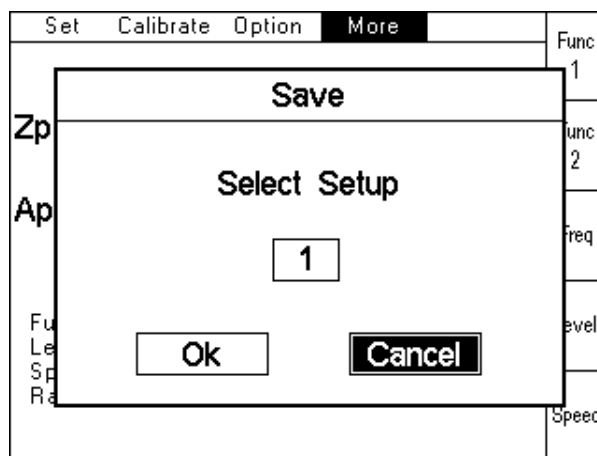 Set Calibrate Option More
Func
1
Save
Zp
unc
2
Select Setup
Ap
req
1
Fu
evel
Le
Ok Cancel
Sp
Ra
Speed